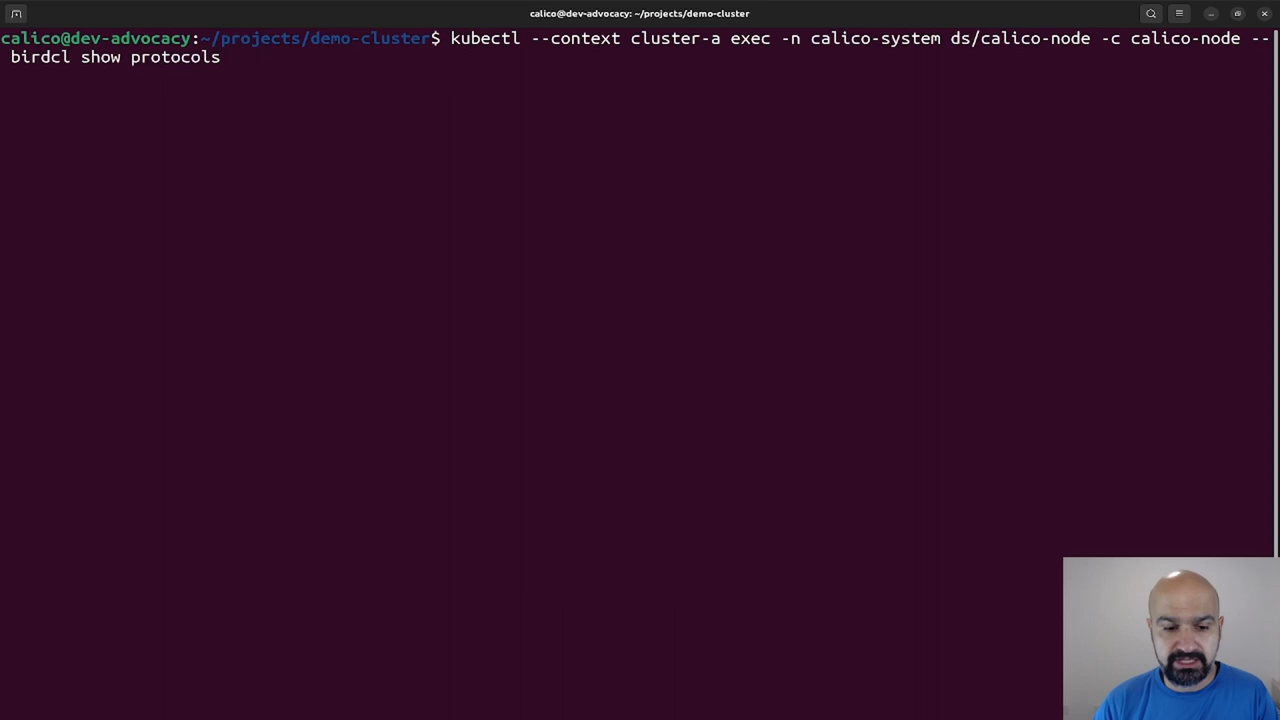 calico@dev-advocacy: ~/projects/demo-cluster
calico@dev-advocacy:~/projects/demo-cluster$ kubectl --context cluster-a exec -n calico-system ds/calico-node -c calico-node --
birdcl show protocols